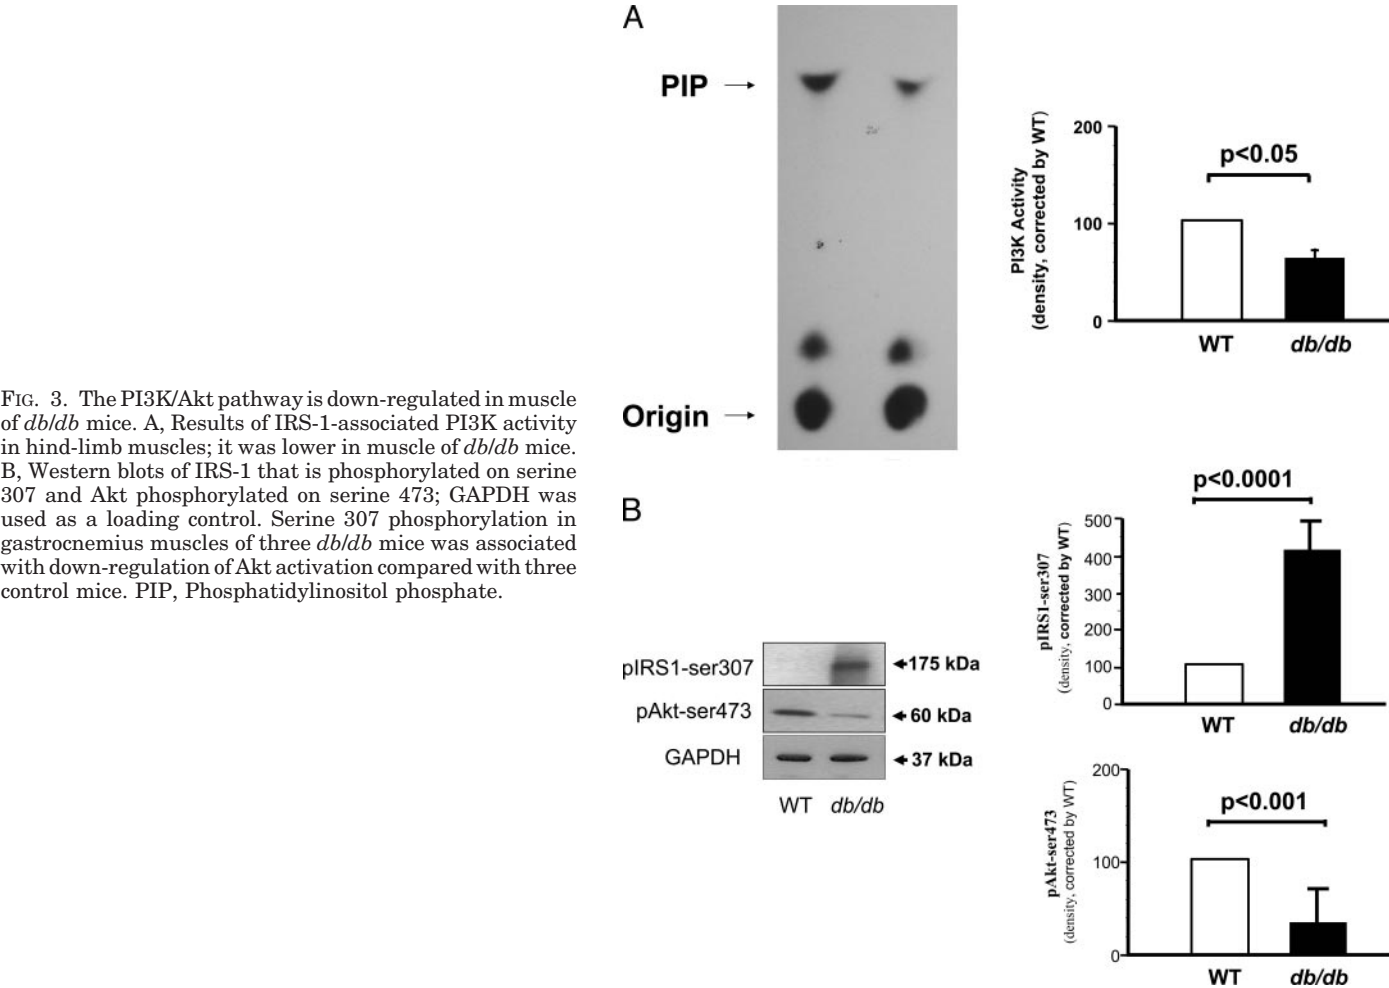 FIG. 3. The PI3K/Akt pathway is down-regulated in muscle
of db/db mice. A, Results of IRS-1-associated PI3K activity
in hind-limb muscles; it was lower in muscle of db/db mice.
B, Western blots of IRS-1 that is phosphorylated on serine
307 and Akt phosphorylated on serine 473; GAPDH was
used as a loading control. Serine 307 phosphorylation in
gastrocnemius muscles of three db/db mice was associated
with down-regulation of Akt activation compared with three
control mice. PIP, Phosphatidylinositol phosphate.
A
PIP
Origin
PI3K Activity
(density, corrected by WT)
200
100
0
p<0.05
WT
db/db
B
pIRS1-ser307
175 kDa
pAkt-ser473
60 kDa
GAPDH
37 kDa
WT
db/db
pIRS1-ser307
(density, corrected by WT)
500
400
300
200
100
0
p<0.0001
WT
db/db
pAkt-ser473
(density, corrected by WT)
200
100
0
p<0.001
WT
db/db